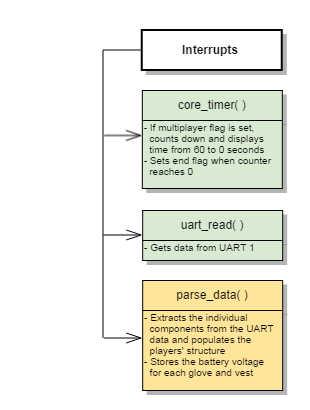 Interrupts
core_timer( )
- If multiplayer flag is set,
counts down and displays
time from 60 to 0 seconds
- Sets end flag when counter
reaches 0
uart_read( )
- Gets data from UART 1
parse_data( )
- Extracts the individual
components from the UART
data and populates the
players' structure
- Stores the battery voltage
for each glove and vest